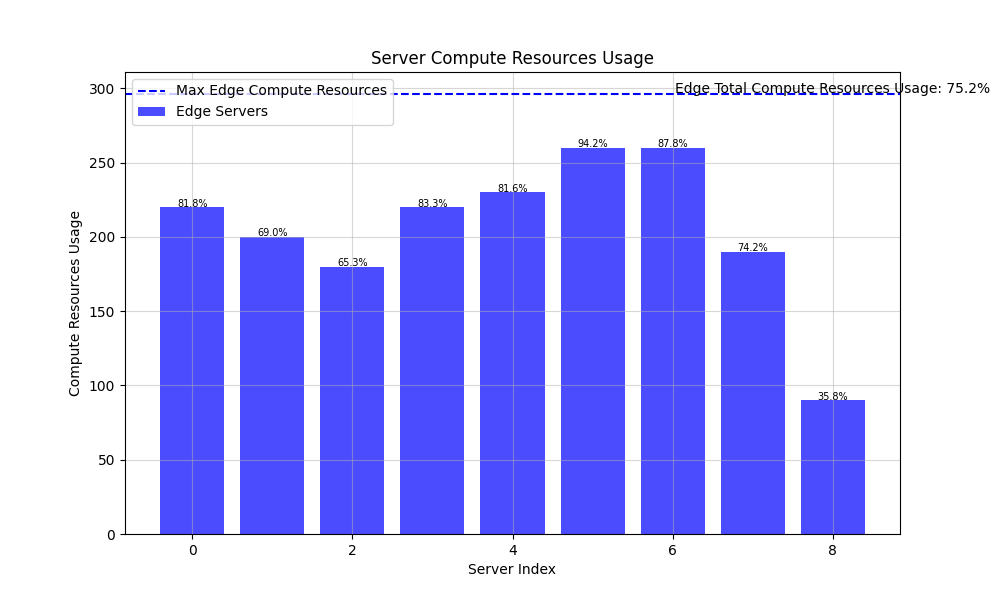 Server Compute Resources Usage
Max Edge Compute Resources
Edge Servers
Edge Total Compute Resources Usage: 75.2%
Compute Resources Usage
300
250
200
150
100
50
0
81.8%
69.0%
65.3%
83.3%
81.6%
94.2%
87.8%
74.2%
35.8%
0 2 4 6 8
Server Index